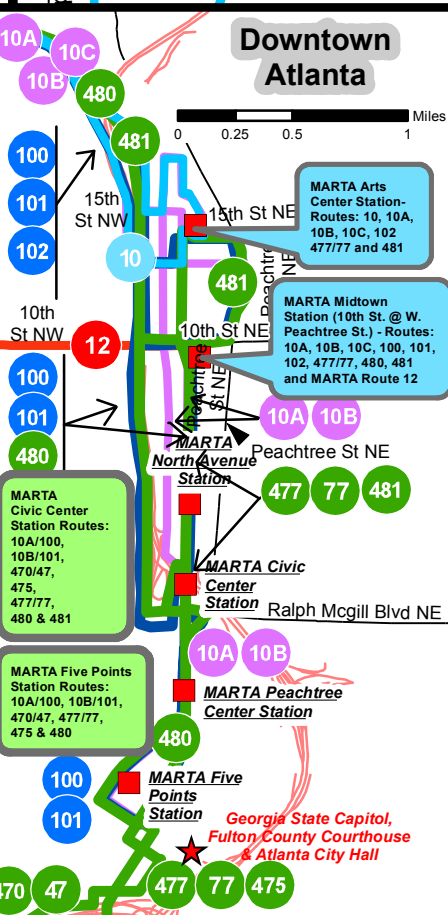 10A
10C
10B
480
Downtown
Atlanta
Miles
0
0.25
0.5
1
481
100
101
102
15th
St NW
15th St NE
MARTA Arts
Center Station-
Routes: 10, 10A,
10B, 10C, 102
477/77 and 481
10
481
Peachtree
St NE
MARTA Midtown
Station (10th St. @ W.
Peachtree St.) - Routes:
10A, 10B, 10C, 100, 101,
102, 477/77, 480, 481
and MARTA Route 12
10th
St NW
10th St NE
12
100
101
480
10A
10B
MARTA
North Avenue
Station
Peachtree St NE
477
77
481
MARTA
Civic Center
Station Routes:
10A/100,
10B/101,
470/47,
475,
477/77,
480 & 481
MARTA Civic
Center
Station
Ralph Mcgill Blvd NE
10A
10B
MARTA Five Points
Station Routes:
10A/100, 10B/101,
470/47, 477/77,
475 & 480
MARTA Peachtree
Center Station
480
100
101
MARTA Five
Points
Station
Georgia State Capitol,
Fulton County Courthouse
& Atlanta City Hall
470
47
477
77
475